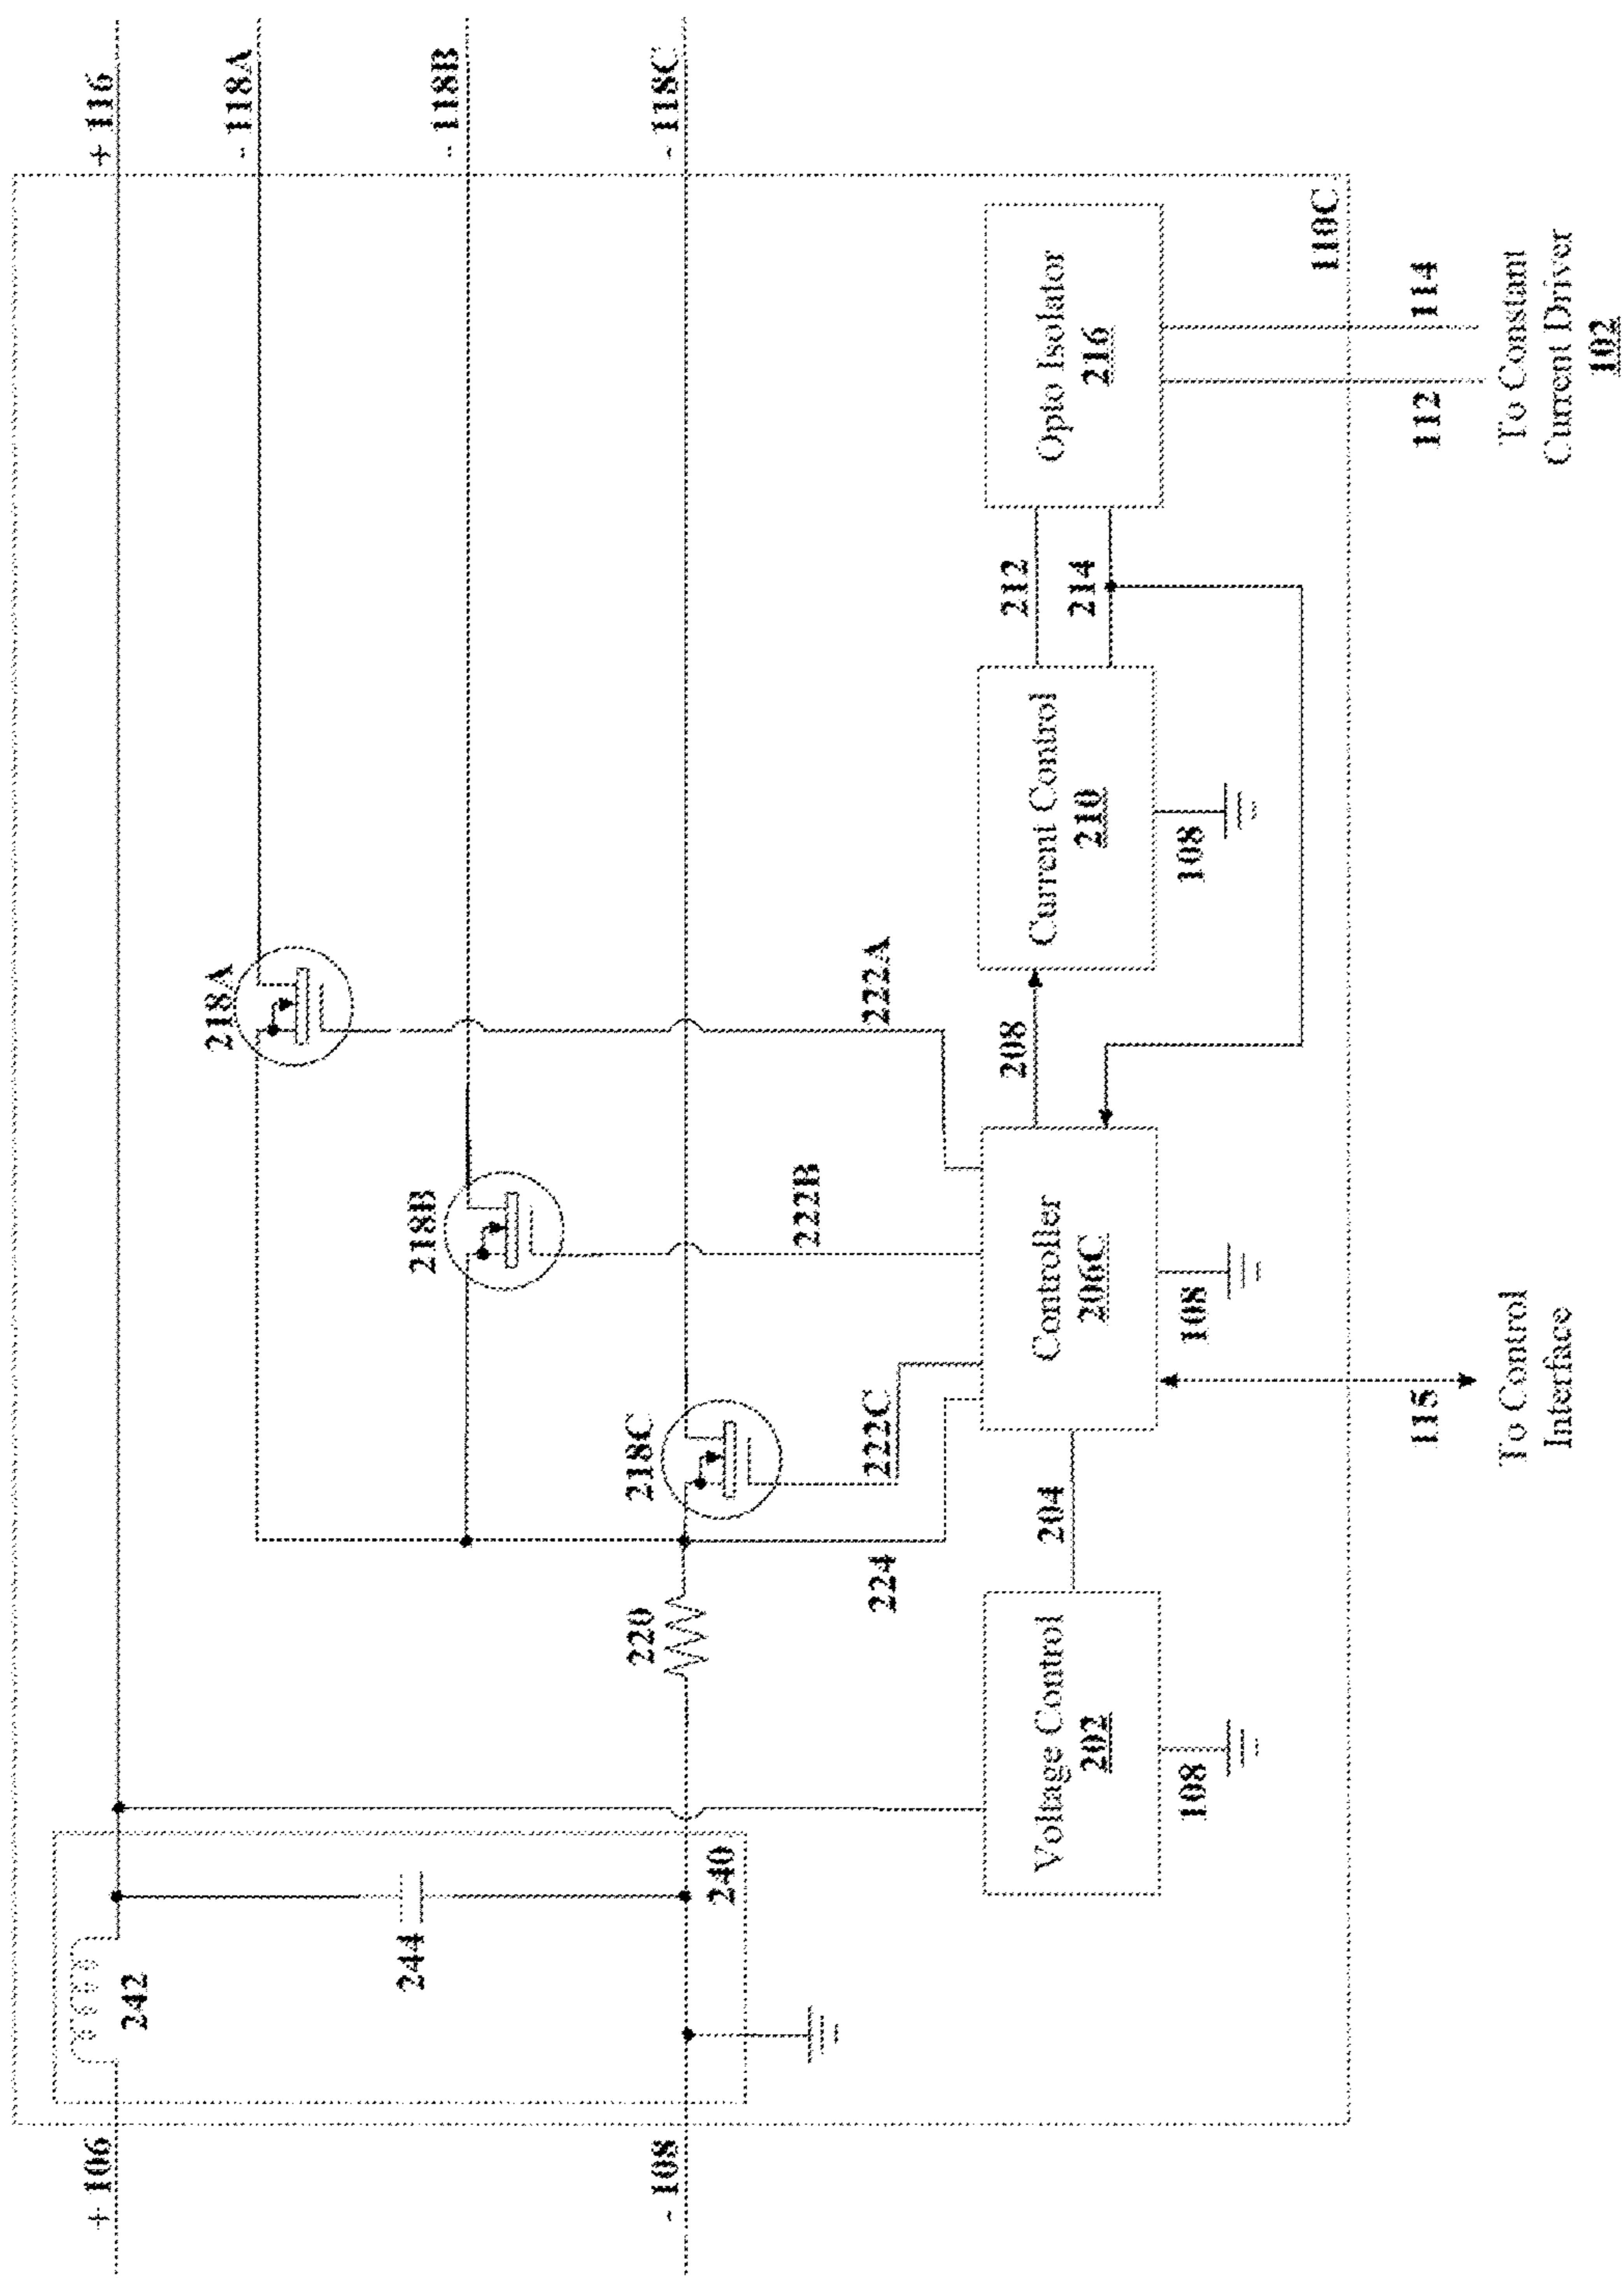 + 106
- 108
242
244
240
+ 116
- 118A
- 118B
- 118C
218A
218B
218C
220
224
222C
222B
222A
Voltage Control
202
108
204
Controller
206C
108
208
Current Control
210
108
212
214
Opto Isolator
216
110C
115
To Control
Interface
112
114
To Constant
Current Driver
102